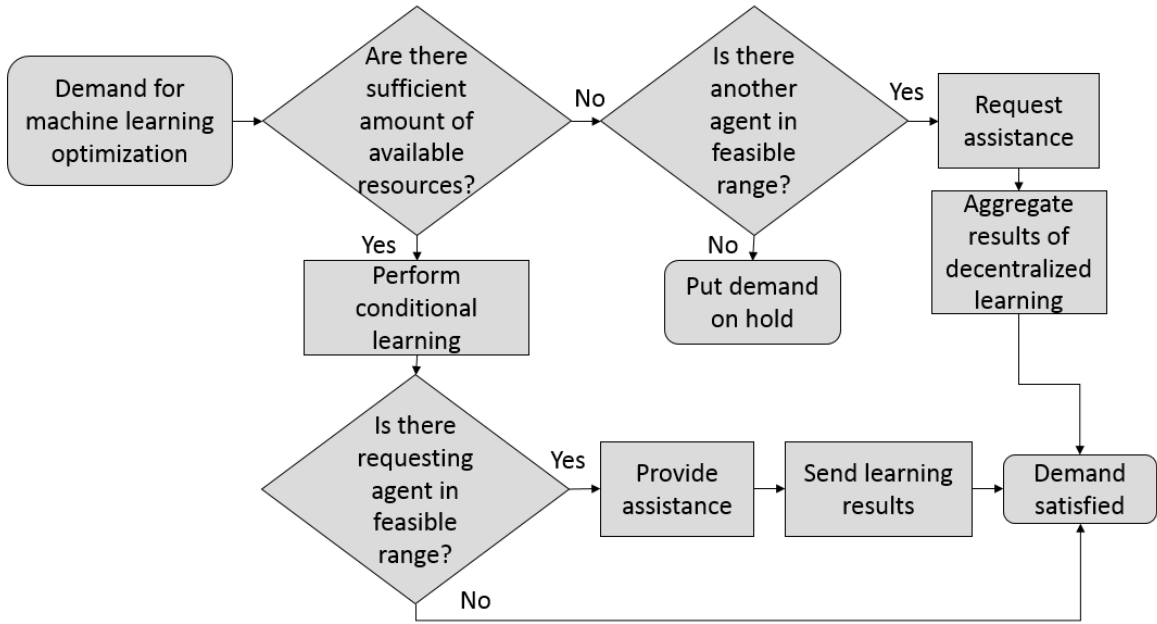 Demand for
machine learning
optimization
Are there
sufficient
amount of
available
resources?
No
Is there
another
agent in
feasible
range?
Yes
Request
assistance
Aggregate
results of
decentralized
learning
No
Put demand
on hold
Yes
Perform
conditional
learning
Is there
requesting
agent in
feasible
range?
Yes
Provide
assistance
Send learning
results
Demand
satisfied
No